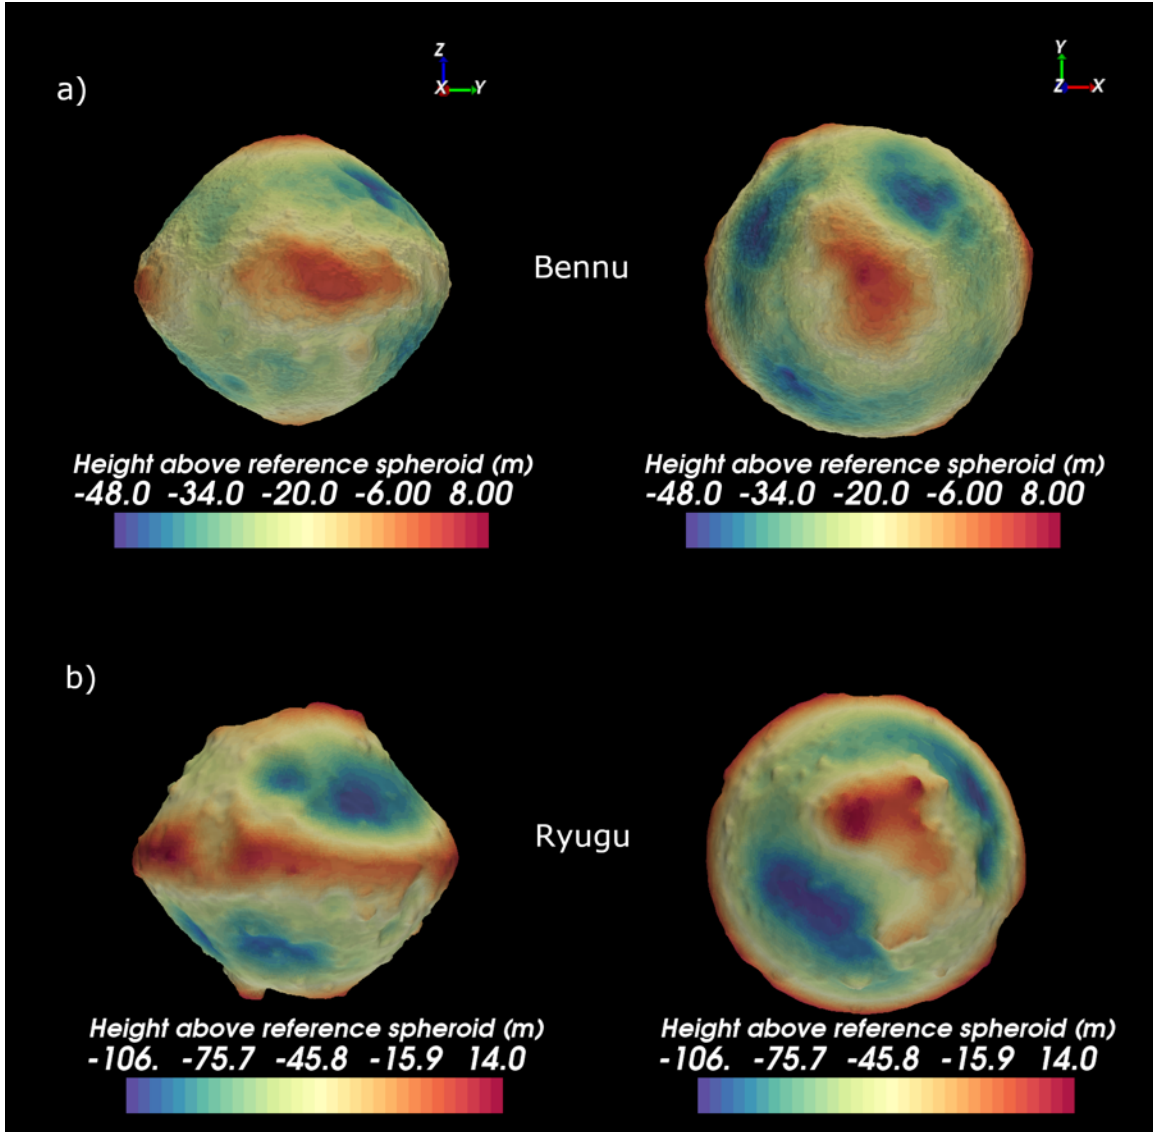 a)
Z
X Y
Y
Z X
Bennu
Height above reference spheroid (m)
-48.0 -34.0 -20.0 -6.00 8.00
Height above reference spheroid (m)
-48.0 -34.0 -20.0 -6.00 8.00
b)
Ryugu
Height above reference spheroid (m)
-106. -75.7 -45.8 -15.9 14.0
Height above reference spheroid (m)
-106. -75.7 -45.8 -15.9 14.0